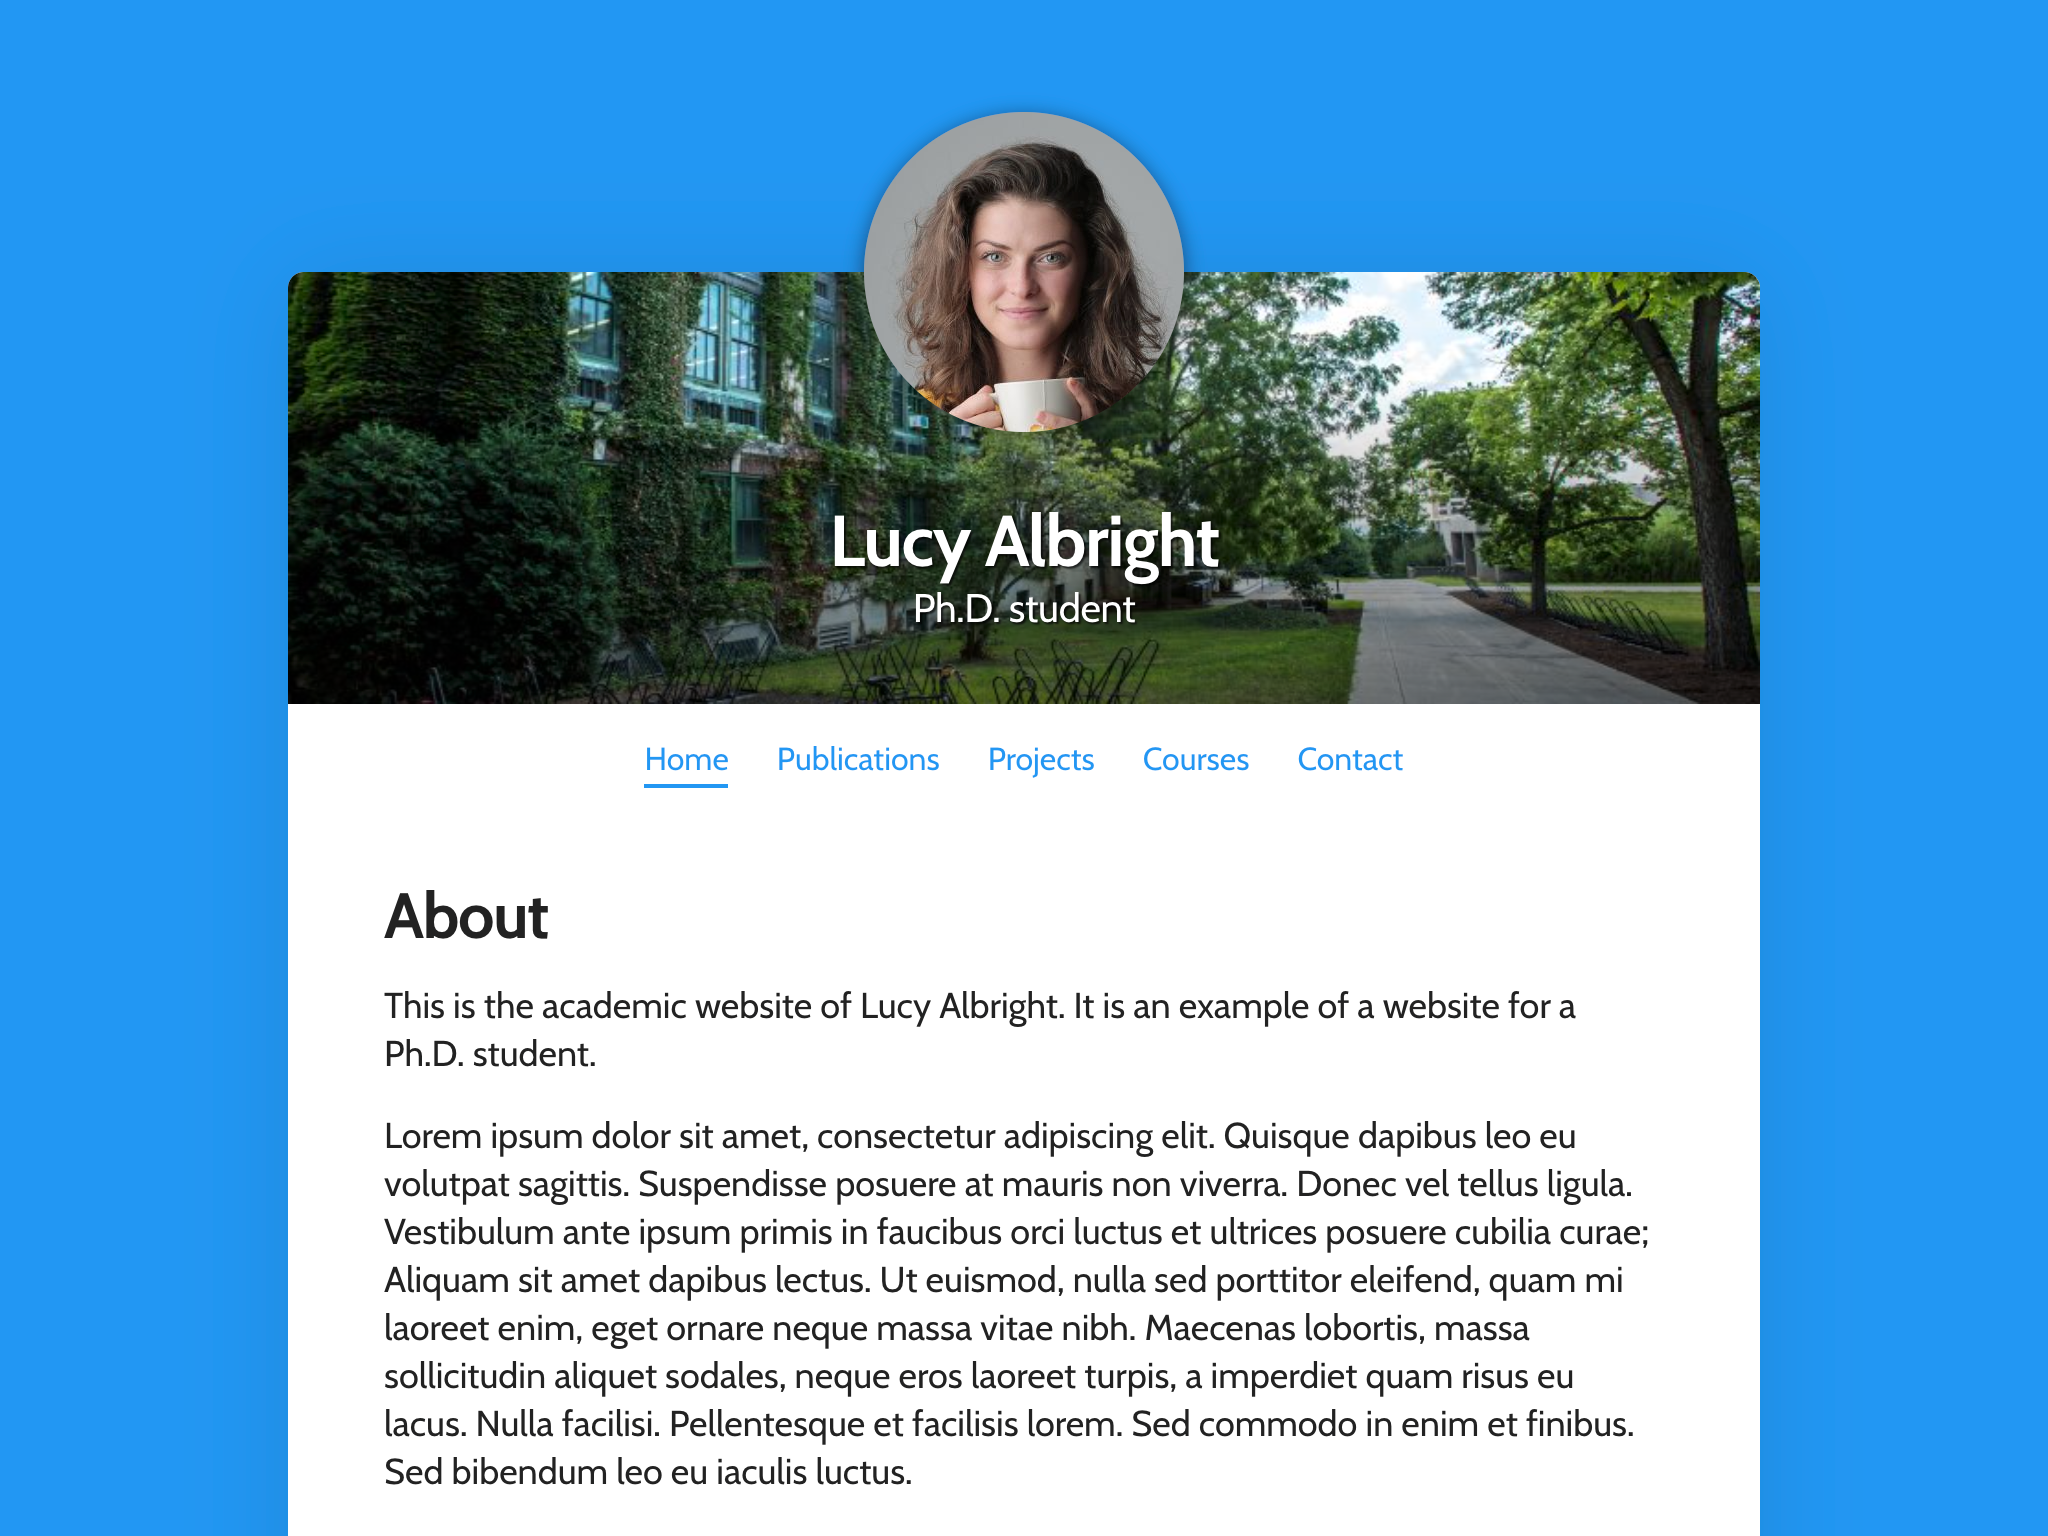 Lucy Albright
Ph.D. student
Home Publications Projects Courses Contact
About
This is the academic website of Lucy Albright. It is an example of a website for a
Ph.D. student.
Lorem ipsum dolor sit amet, consectetur adipiscing elit. Quisque dapibus leo eu
volutpat sagittis. Suspendisse posuere at mauris non viverra. Donec vel tellus ligula.
Vestibulum ante ipsum primis in faucibus orci luctus et ultrices posuere cubilia curae;
Aliquam sit amet dapibus lectus. Ut euismod, nulla sed porttitor eleifend, quam mi
laoreet enim, eget ornare neque massa vitae nibh. Maecenas lobortis, massa
sollicitudin aliquet sodales, neque eros laoreet turpis, a imperdiet quam risus eu
lacus. Nulla facilisi. Pellentesque et facilisis lorem. Sed commodo in enim et finibus.
Sed bibendum leo eu iaculis luctus.